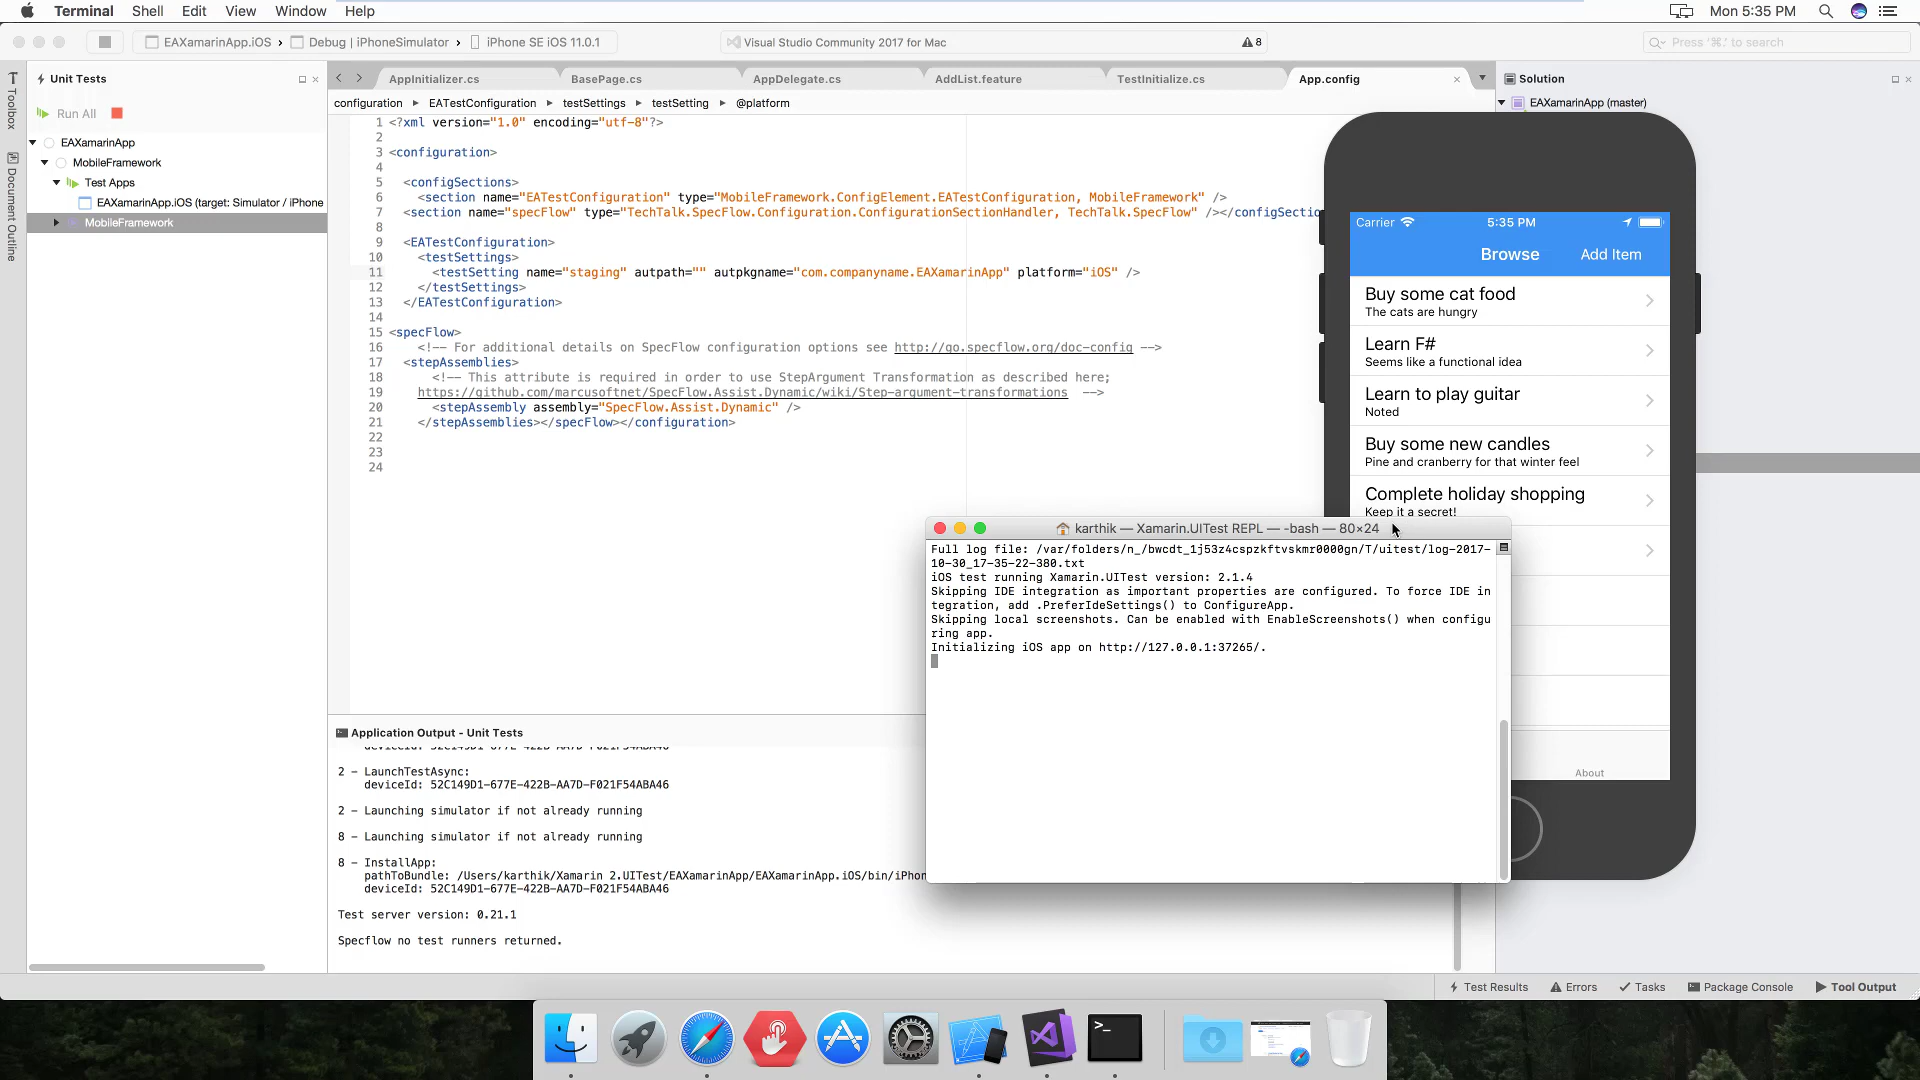 Terminal Shell Edit View Window Help Mon 5:35 PM
EAXamarinApp.iOS › Debug | iPhoneSimulator › iPhone SE iOS 11.0.1 Visual Studio Community 2017 for Mac 8 Press '⌘.' to search
Toolbox
Document Outline
Unit Tests
Run All
EAXamarinApp
MobileFramework
Test Apps
EAXamarinApp.iOS (target: Simulator / iPhone
MobileFramework
AppInitializer.cs BasePage.cs AppDelegate.cs AddList.feature TestInitialize.cs App.config
configuration ▸ EATestConfiguration ▸ testSettings ▸ testSetting ▸ @platform
1 <?xml version="1.0" encoding="utf-8"?>
2
3 <configuration>
4
5 <configSections>
6 <section name="EATestConfiguration" type="MobileFramework.ConfigElement.EATestConfiguration, MobileFramework" />
7 <section name="specFlow" type="TechTalk.SpecFlow.Configuration.ConfigurationSectionHandler, TechTalk.SpecFlow" /></configSectio
8
9 <EATestConfiguration>
10 <testSettings>
11 <testSetting name="staging" autpath="" autpkgname="com.companyname.EAXamarinApp" platform="iOS" />
12 </testSettings>
13 </EATestConfiguration>
14
15 <specFlow>
16 <!-- For additional details on SpecFlow configuration options see http://go.specflow.org/doc-config -->
17 <stepAssemblies>
18 <!-- This attribute is required in order to use StepArgument Transformation as described here;
19 https://github.com/marcusoftnet/SpecFlow.Assist.Dynamic/wiki/Step-argument-transformations -->
20 <stepAssembly assembly="SpecFlow.Assist.Dynamic" />
21 </stepAssemblies></specFlow></configuration>
22
23
24
Solution
EAXamarinApp (master)
Carrier 5:35 PM
Browse Add Item
Buy some cat food
The cats are hungry
Learn F#
Seems like a functional idea
Learn to play guitar
Noted
Buy some new candles
Pine and cranberry for that winter feel
Complete holiday shopping
Keep it a secret!
About
karthik — Xamarin.UITest REPL — -bash — 80×24
Full log file: /var/folders/n_/bwcdt_1j53z4cspzkftvskmr0000gn/T/uitest/log-2017-
10-30_17-35-22-380.txt
iOS test running Xamarin.UITest version: 2.1.4
Skipping IDE integration as important properties are configured. To force IDE in
tegration, add .PreferIdeSettings() to ConfigureApp.
Skipping local screenshots. Can be enabled with EnableScreenshots() when configu
ring app.
Initializing iOS app on http://127.0.0.1:37265/.
Application Output - Unit Tests
deviceId: 52C149D1-677E-422B-AA7D-F021F54ABA46
2 - LaunchTestAsync:
deviceId: 52C149D1-677E-422B-AA7D-F021F54ABA46
2 - Launching simulator if not already running
8 - Launching simulator if not already running
8 - InstallApp:
pathToBundle: /Users/karthik/Xamarin 2.UITest/EAXamarinApp/EAXamarinApp.iOS/bin/iPhon
deviceId: 52C149D1-677E-422B-AA7D-F021F54ABA46
Test server version: 0.21.1
Specflow no test runners returned.
Test Results Errors Tasks Package Console Tool Output